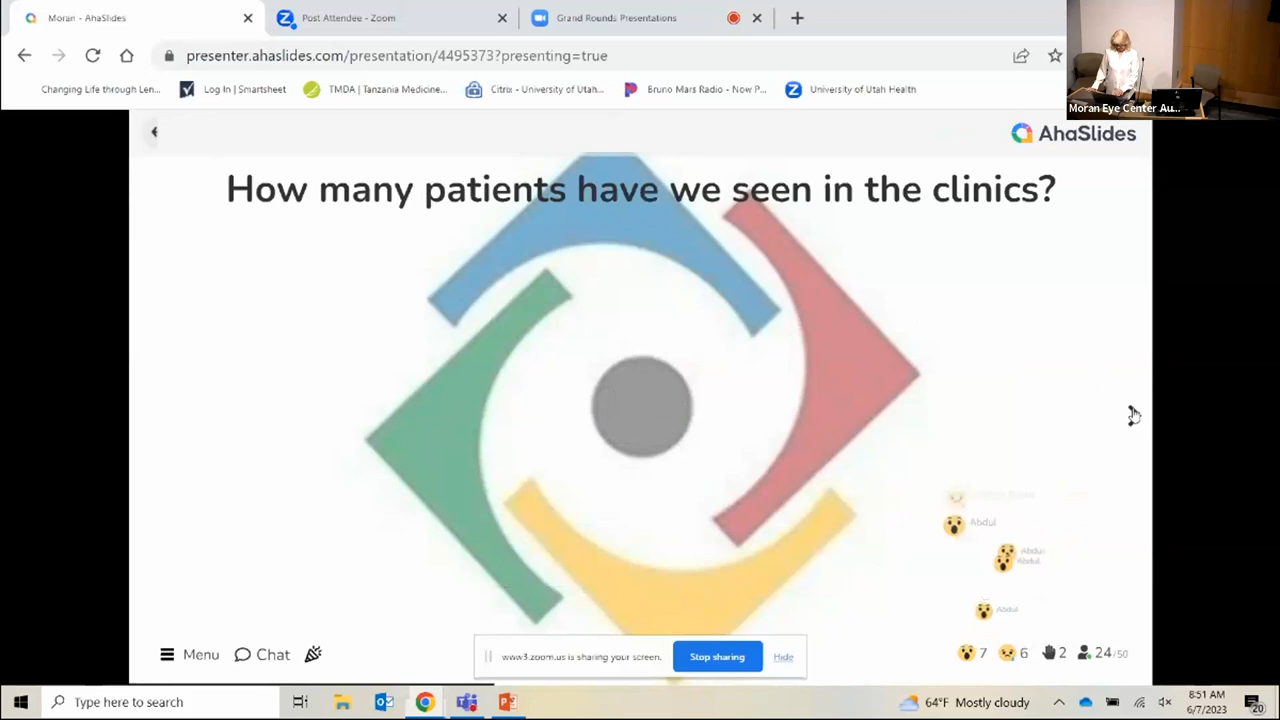 Moran - AhaSlides
Post Attendee - Zoom
Grand Rounds Presentations
presenter.ahaslides.com/presentation/4495373?presenting=true
Changing Life through Len...
Log In | Smartsheet
TMDA | Tanzania Medicine...
Citrix - University of Utah...
Bruno Mars Radio - Now P...
University of Utah Health
Moran Eye Center Au...
AhaSlides
How many patients have we seen in the clinics?
Abdul
Abdul
Abdul
Abdul
Menu
Chat
www3.zoom.us is sharing your screen.
Stop sharing
Hide
7
6
2
24/50
Type here to search
64°F Mostly cloudy
8:51 AM
6/7/2023
20